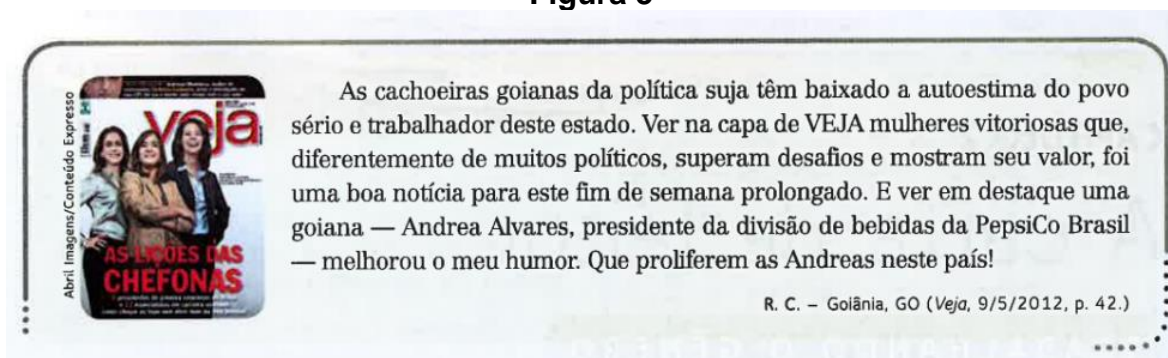 Figura 3
Abril Imagens/Conteúdo Expresso
veja
AS LIÇÕES DAS
CHEFONAS
As cachoeiras goianas da política suja têm baixado a autoestima do povo
sério e trabalhador deste estado. Ver na capa de VEJA mulheres vitoriosas que,
diferentemente de muitos políticos, superam desafios e mostram seu valor, foi
uma boa notícia para este fim de semana prolongado. E ver em destaque uma
goiana — Andrea Alvares, presidente da divisão de bebidas da PepsiCo Brasil
— melhorou o meu humor. Que proliferem as Andreas neste país!
R. C. – Goiânia, GO (Veja, 9/5/2012, p. 42.)